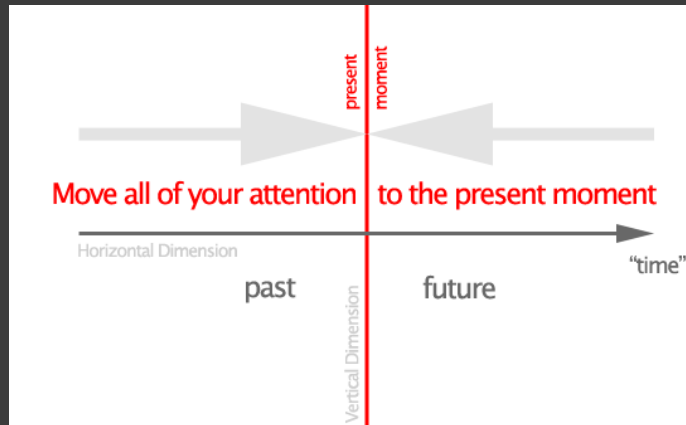 present
moment
Move all of your attention to the present moment
Horizontal Dimension
“time”
past
future
Vertical Dimension